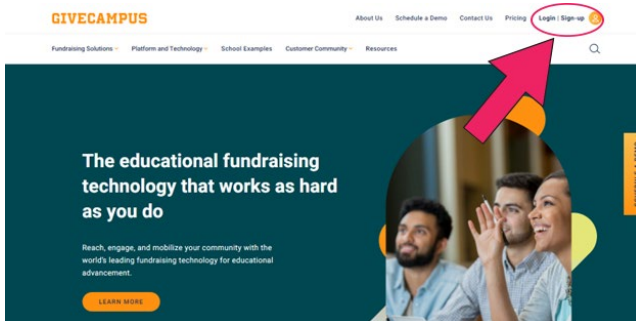 GIVECAMPUS
About Us Schedule a Demo Contact Us Pricing Login | Sign-up
Fundraising Solutions Platform and Technology School Examples Customer Community Resources
The educational fundraising
technology that works as hard
as you do
Reach, engage, and mobilize your community with the
world's leading fundraising technology for educational
advancement.
LEARN MORE